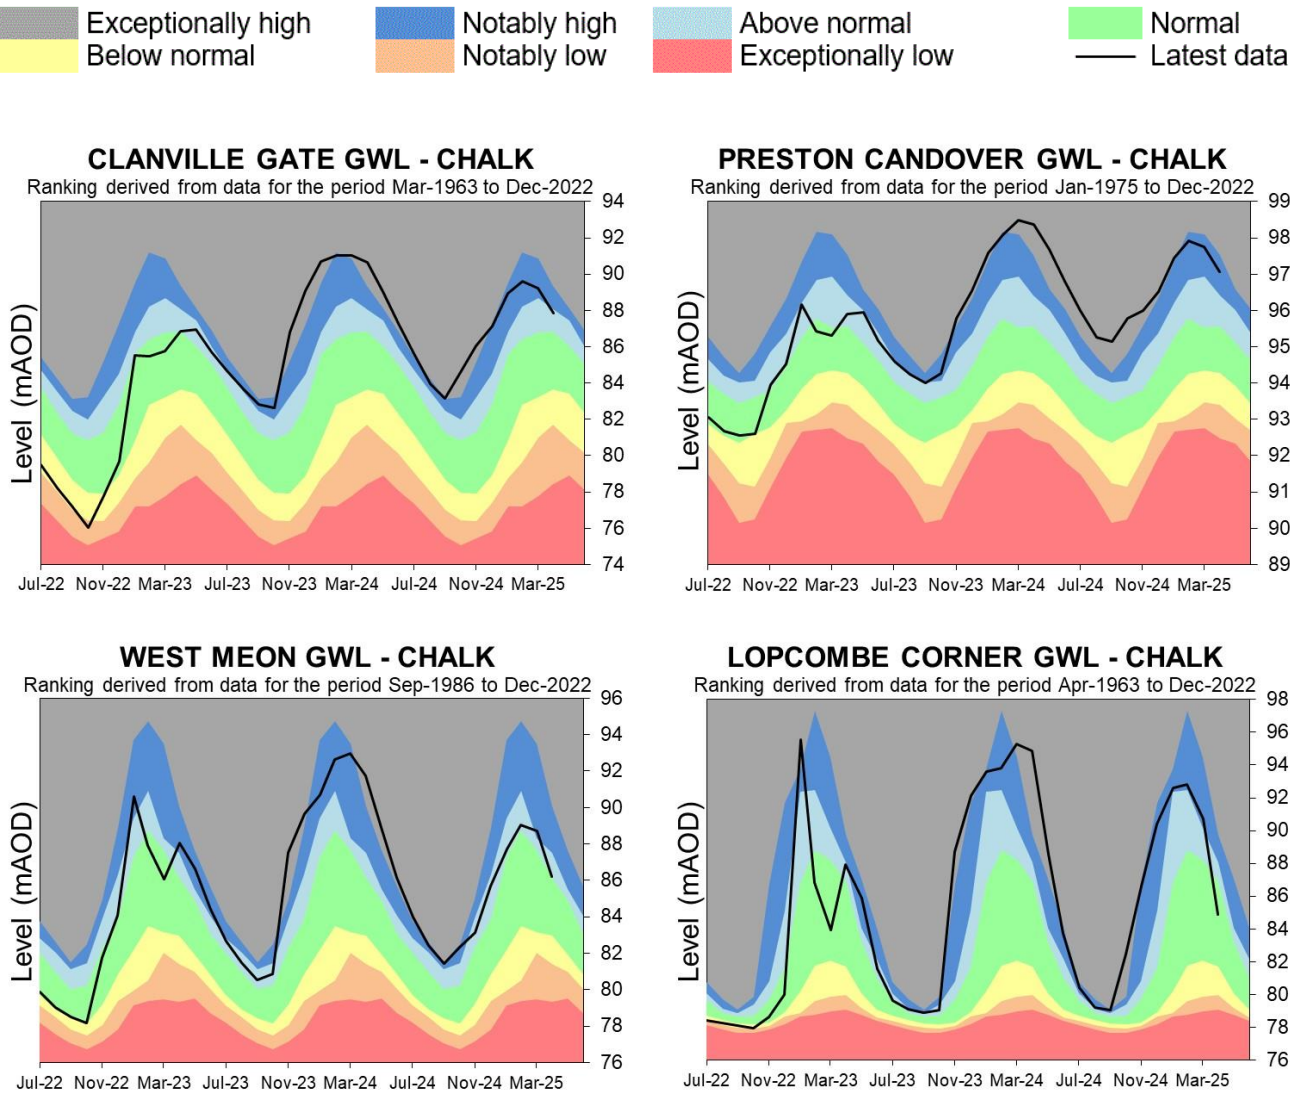 Exceptionally high Notably high Above normal Normal
Below normal Notably low Exceptionally low Latest data
CLANVILLE GATE GWL - CHALK
Ranking derived from data for the period Mar-1963 to Dec-2022
Level (mAOD)
94
92
90
88
86
84
82
80
78
76
74
Jul-22 Nov-22 Mar-23 Jul-23 Nov-23 Mar-24 Jul-24 Nov-24 Mar-25
PRESTON CANDOVER GWL - CHALK
Ranking derived from data for the period Jan-1975 to Dec-2022
Level (mAOD)
99
98
97
96
95
94
93
92
91
90
89
Jul-22 Nov-22 Mar-23 Jul-23 Nov-23 Mar-24 Jul-24 Nov-24 Mar-25
WEST MEON GWL - CHALK
Ranking derived from data for the period Sep-1986 to Dec-2022
Level (mAOD)
96
94
92
90
88
86
84
82
80
78
76
Jul-22 Nov-22 Mar-23 Jul-23 Nov-23 Mar-24 Jul-24 Nov-24 Mar-25
LOPCOMBE CORNER GWL - CHALK
Ranking derived from data for the period Apr-1963 to Dec-2022
Level (mAOD)
98
96
94
92
90
88
86
84
82
80
78
76
Jul-22 Nov-22 Mar-23 Jul-23 Nov-23 Mar-24 Jul-24 Nov-24 Mar-25